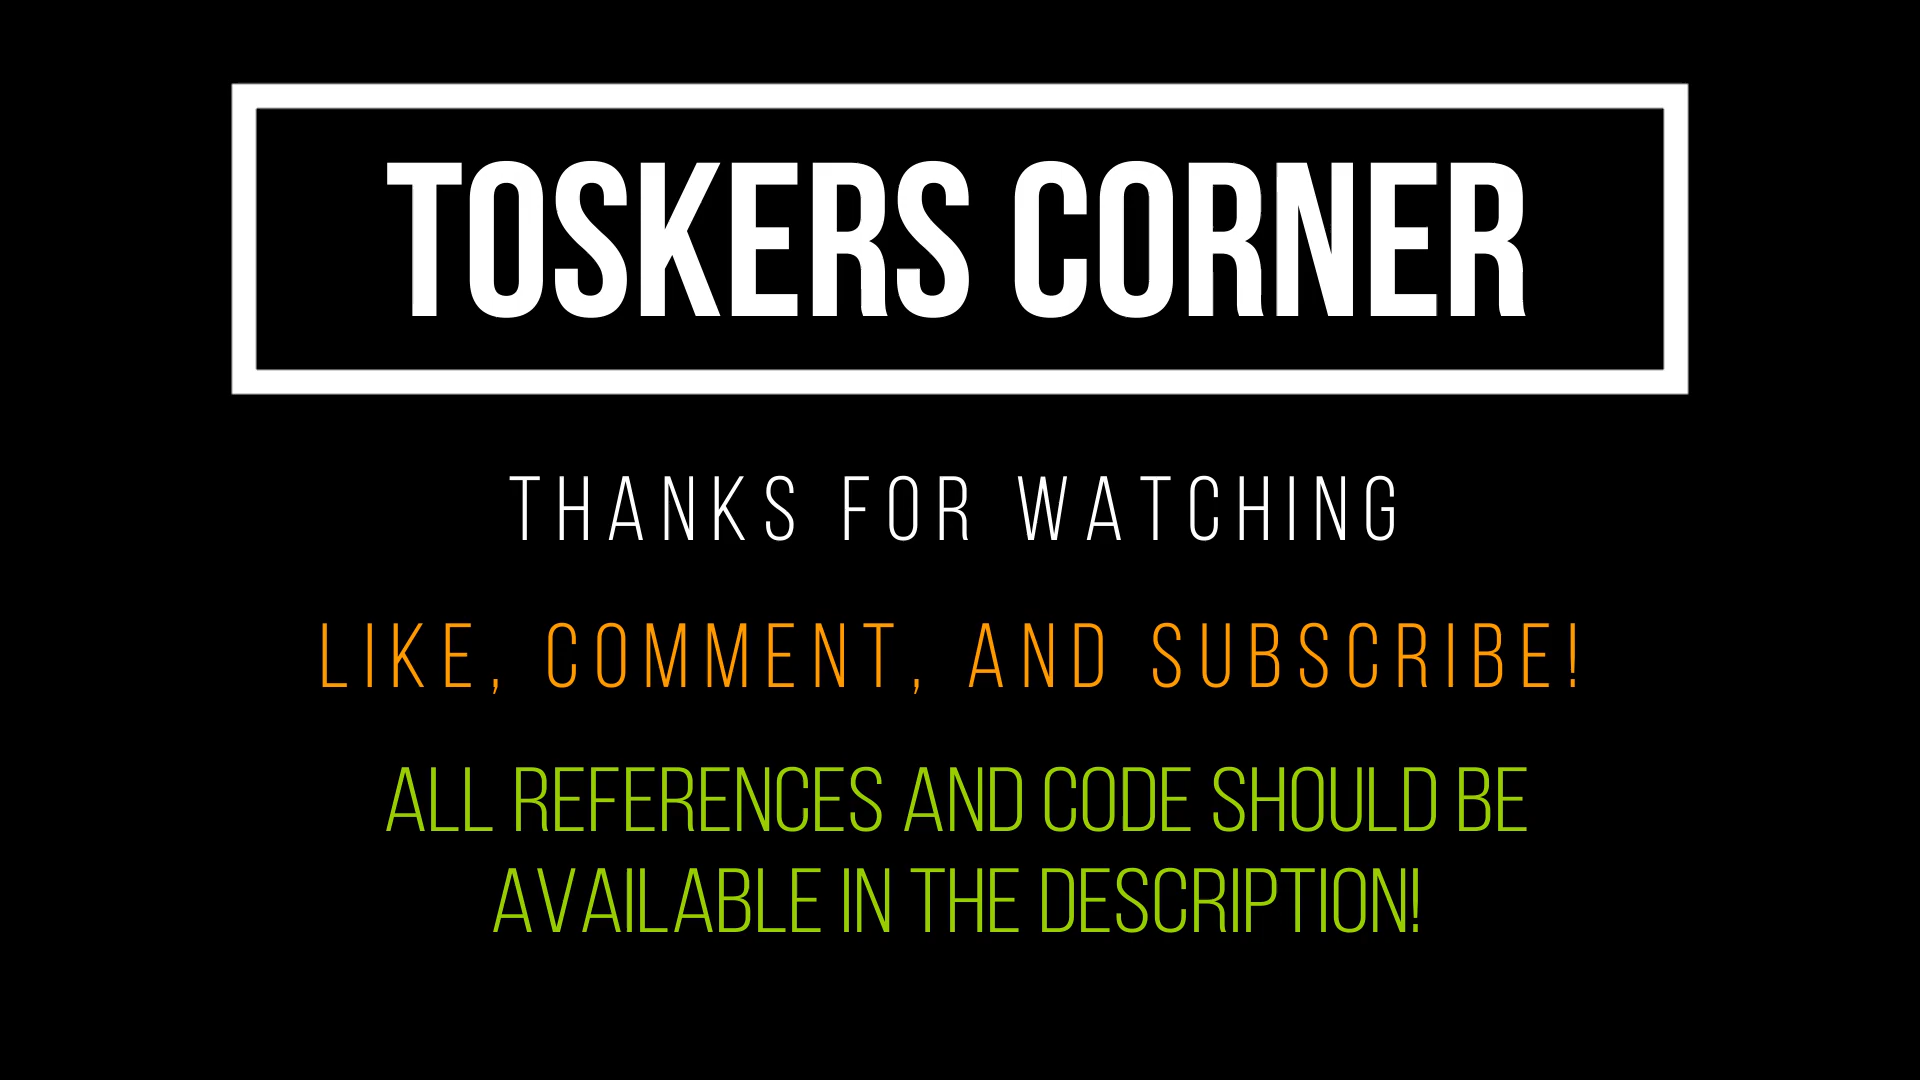 TOSKERS CORNER
THANKS FOR WATCHING
LIKE, COMMENT, AND SUBSCRIBE!
ALL REFERENCES AND CODE SHOULD BE
AVAILABLE IN THE DESCRIPTION!